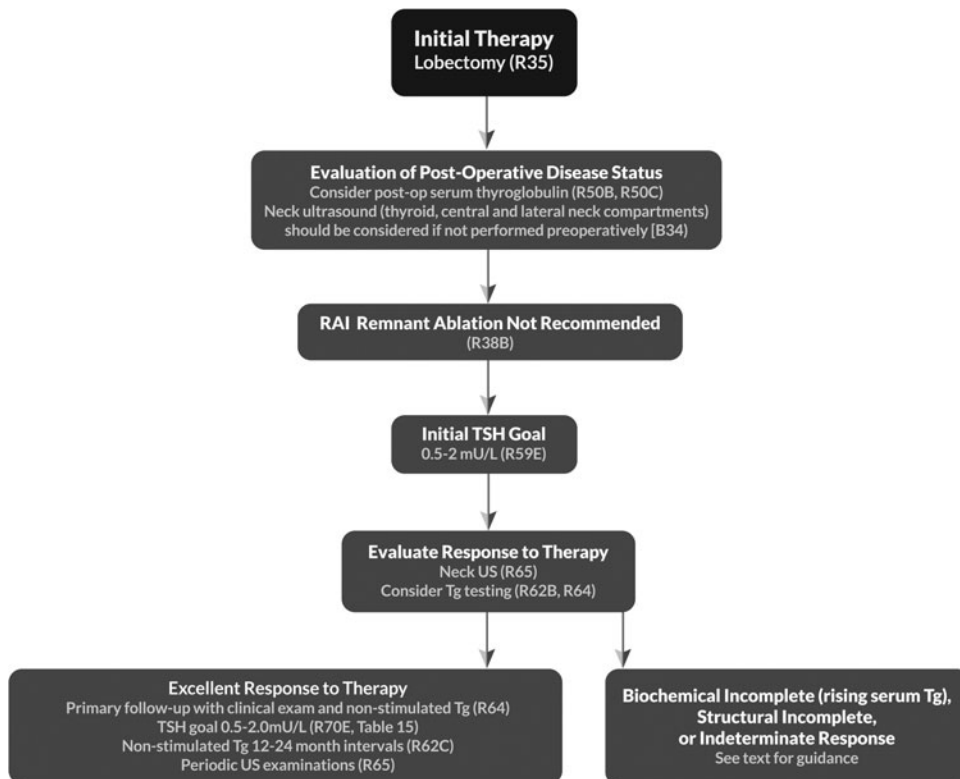 Initial Therapy
Lobectomy (R35)
Evaluation of Post-Operative Disease Status
Consider post-op serum thyroglobulin (R50B, R50C)
Neck ultrasound (thyroid, central and lateral neck compartments)
should be considered if not performed preoperatively [B34)
RAI Remnant Ablation Not Recommended
(R38B)
Initial TSH Goal
0.5-2 mU/L (R59E)
Evaluate Response to Therapy
Neck US (R65)
Consider Tg testing (R62B, R64)
Excellent Response to Therapy
Primary follow-up with clinical exam and non-stimulated Tg (R64)
TSH goal 0.5-2.0mU/L (R70E, Table 15)
Non-stimulated Tg 12-24 month intervals (R62C)
Periodic US examinations (R65)
Biochemical Incomplete (rising serum Tg),
Structural Incomplete,
or Indeterminate Response
See text for guidance